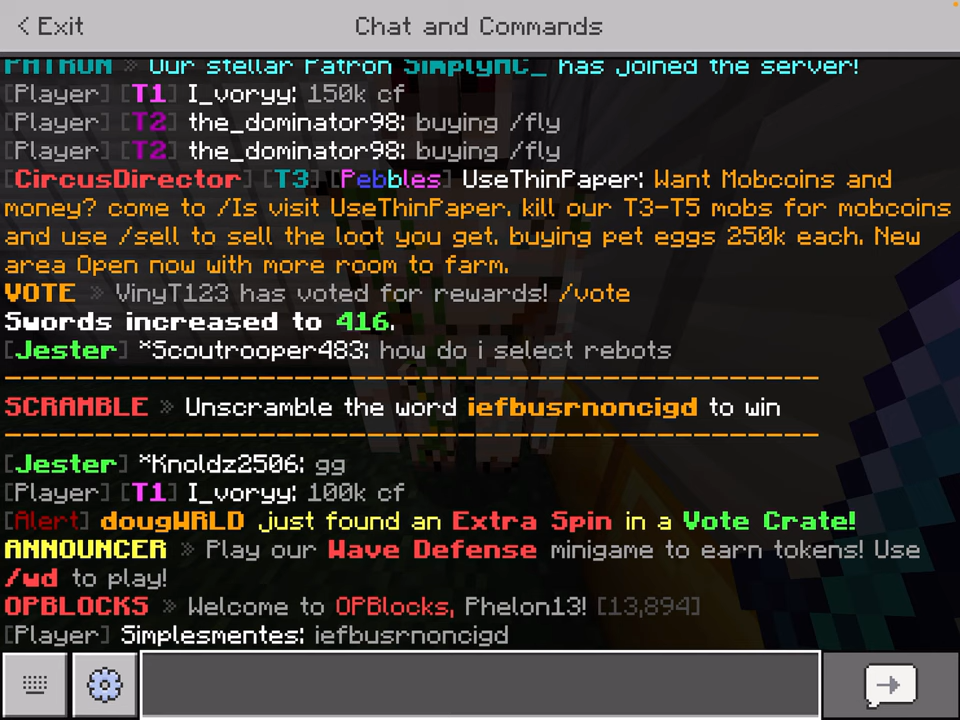 < Exit
Chat and Commands
PATRON » Our stellar Patron SimplyMC_ has joined the server!
[Player] [T1] I_voryy: 150k cf
[Player] [T2] the_dominator98: buying /fly
[Player] [T2] the_dominator98: buying /fly
[CircusDirector] [T3] [Pebbles] UseThinPaper: Want Mobcoins and
money? come to /Is visit UseThinPaper. kill our T3-T5 mobs for mobcoins
and use /sell to sell the loot you get. buying pet eggs 250k each. New
area Open now with more room to farm.
VOTE » VinyT123 has voted for rewards! /vote
Swords increased to 416.
[Jester] *Scoutrooper483: how do i select rebots
SCRAMBLE » Unscramble the word iefbusrnoncigd to win
[Jester] *Knoldz2506: gg
[Player] [T1] I_voryy: 100k cf
[Alert] dougWRLD just found an Extra Spin in a Vote Crate!
ANNOUNCER » Play our Wave Defense minigame to earn tokens! Use
/wd to play!
OPBLOCKS » Welcome to OPBlocks, Phelon13! [13,894]
[Player] Simplesmentes: iefbusrnoncigd